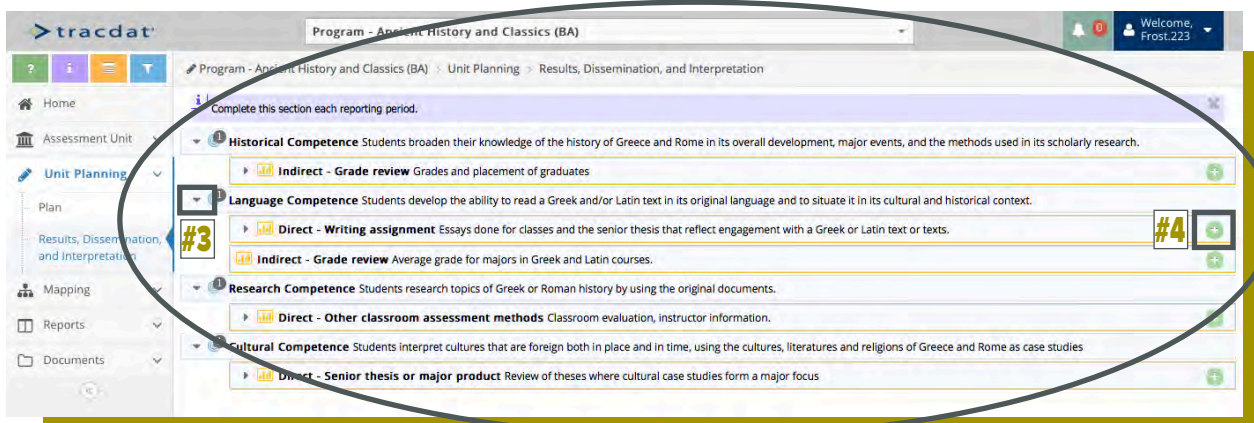 tracdat
Program - Ancient History and Classics (BA)
0
Welcome,
Frost.223
? i
Program - Ancient History and Classics (BA) > Unit Planning > Results, Dissemination, and Interpretation
Home
i Complete this section each reporting period.
Assessment Unit
1 Historical Competence Students broaden their knowledge of the history of Greece and Rome in its overall development, major events, and the methods used in its scholarly research.
Unit Planning
Indirect - Grade review Grades and placement of graduates
Plan
1 Language Competence Students develop the ability to read a Greek and/or Latin text in its original language and to situate it in its cultural and historical context.
#3
Results, Dissemination,
and Interpretation
Direct - Writing assignment Essays done for classes and the senior thesis that reflect engagement with a Greek or Latin text or texts.
#4
Indirect - Grade review Average grade for majors in Greek and Latin courses.
Mapping
1 Research Competence Students research topics of Greek or Roman history by using the original documents.
Reports
Direct - Other classroom assessment methods Classroom evaluation, instructor information.
Documents
1 Cultural Competence Students interpret cultures that are foreign both in place and in time, using the cultures, literatures and religions of Greece and Rome as case studies
Direct - Senior thesis or major product Review of theses where cultural case studies form a major focus